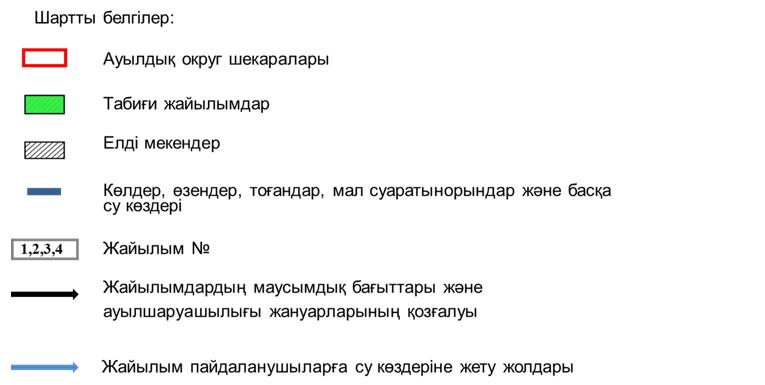 Шартты белгілер:
Ауылдық округ шекаралары
Табиғи жайылымдар
Елді мекендер
Көлдер, өзендер, тоғандар, мал суаратынорындар және басқа
су көздері
1,2,3,4 Жайылым №
Жайылымдардың маусымдық бағыттары және
ауылшаруашылығы жануарларының қозғалуы
Жайылым пайдаланушыларға су көздеріне жету жолдары